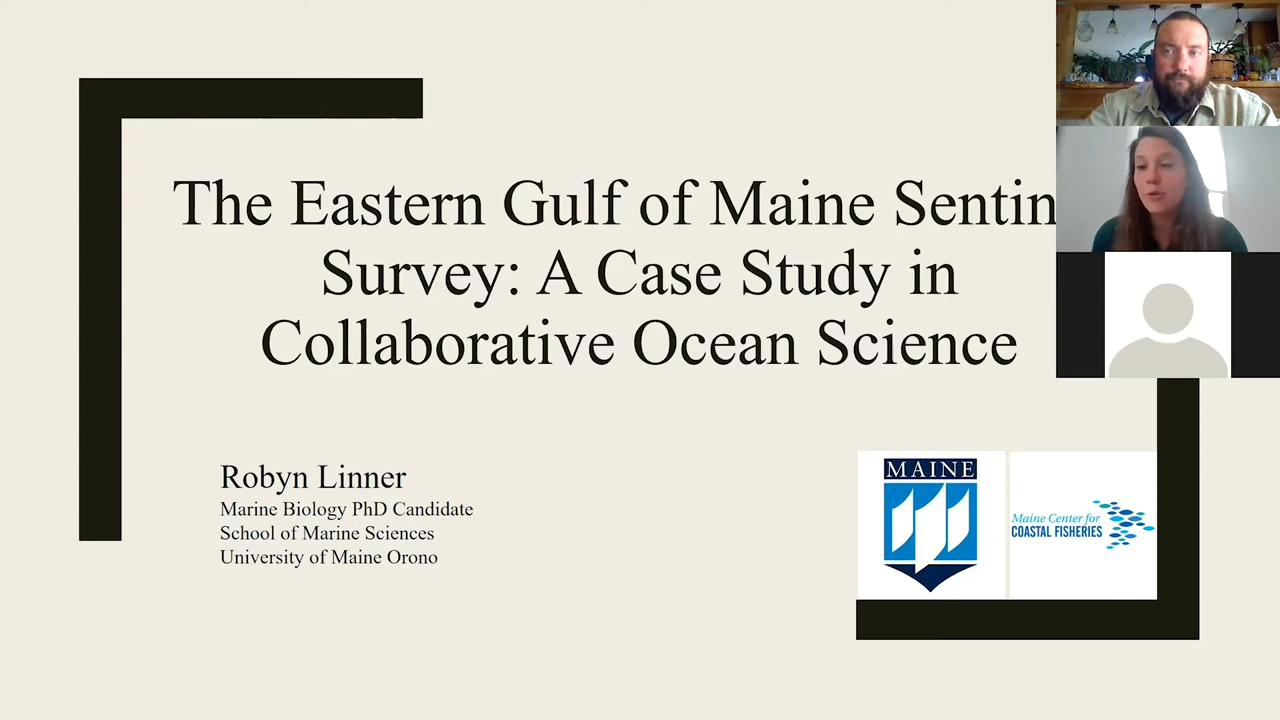 The Eastern Gulf of Maine Sentin
Survey: A Case Study in
Collaborative Ocean Science
Robyn Linner
Marine Biology PhD Candidate
School of Marine Sciences
University of Maine Orono
MAINE
Maine Center for
COASTAL FISHERIES